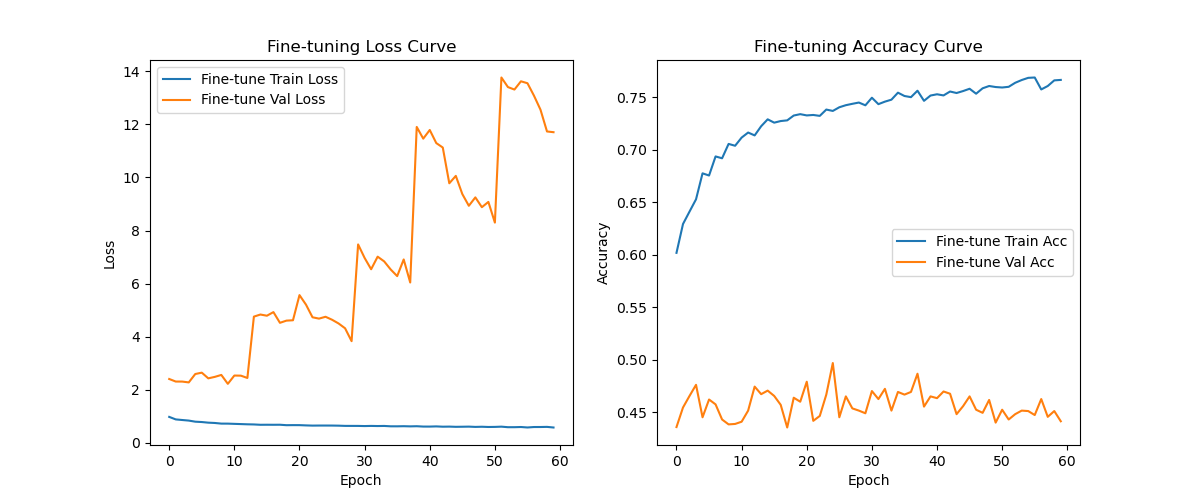 Fine-tuning Loss Curve
Fine-tune Train Loss
Fine-tune Val Loss
14
12
10
8
6
4
2
0
Loss
0 10 20 30 40 50 60
Epoch
Fine-tuning Accuracy Curve
Fine-tune Train Acc
Fine-tune Val Acc
0.75
0.70
0.65
0.60
0.55
0.50
0.45
Accuracy
0 10 20 30 40 50 60
Epoch